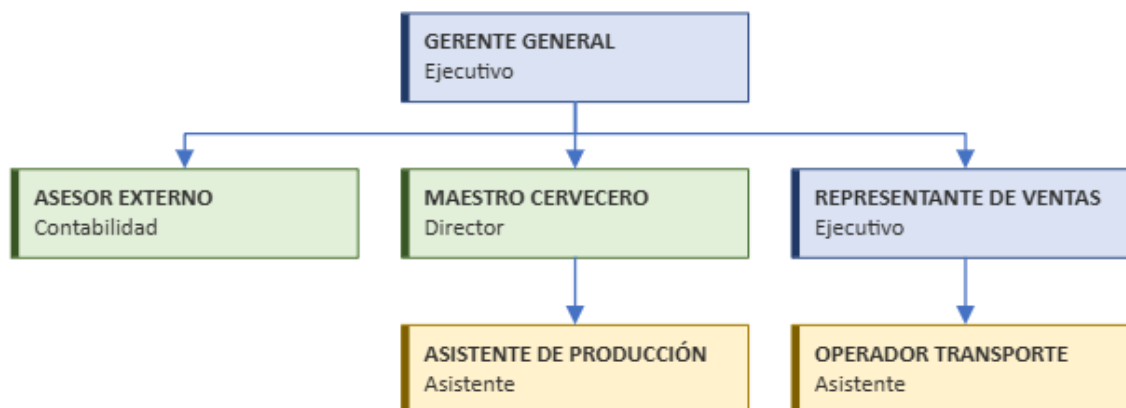 GERENTE GENERAL
Ejecutivo
ASESOR EXTERNO
Contabilidad
MAESTRO CERVECERO
Director
REPRESENTANTE DE VENTAS
Ejecutivo
ASISTENTE DE PRODUCCIÓN
Asistente
OPERADOR TRANSPORTE
Asistente